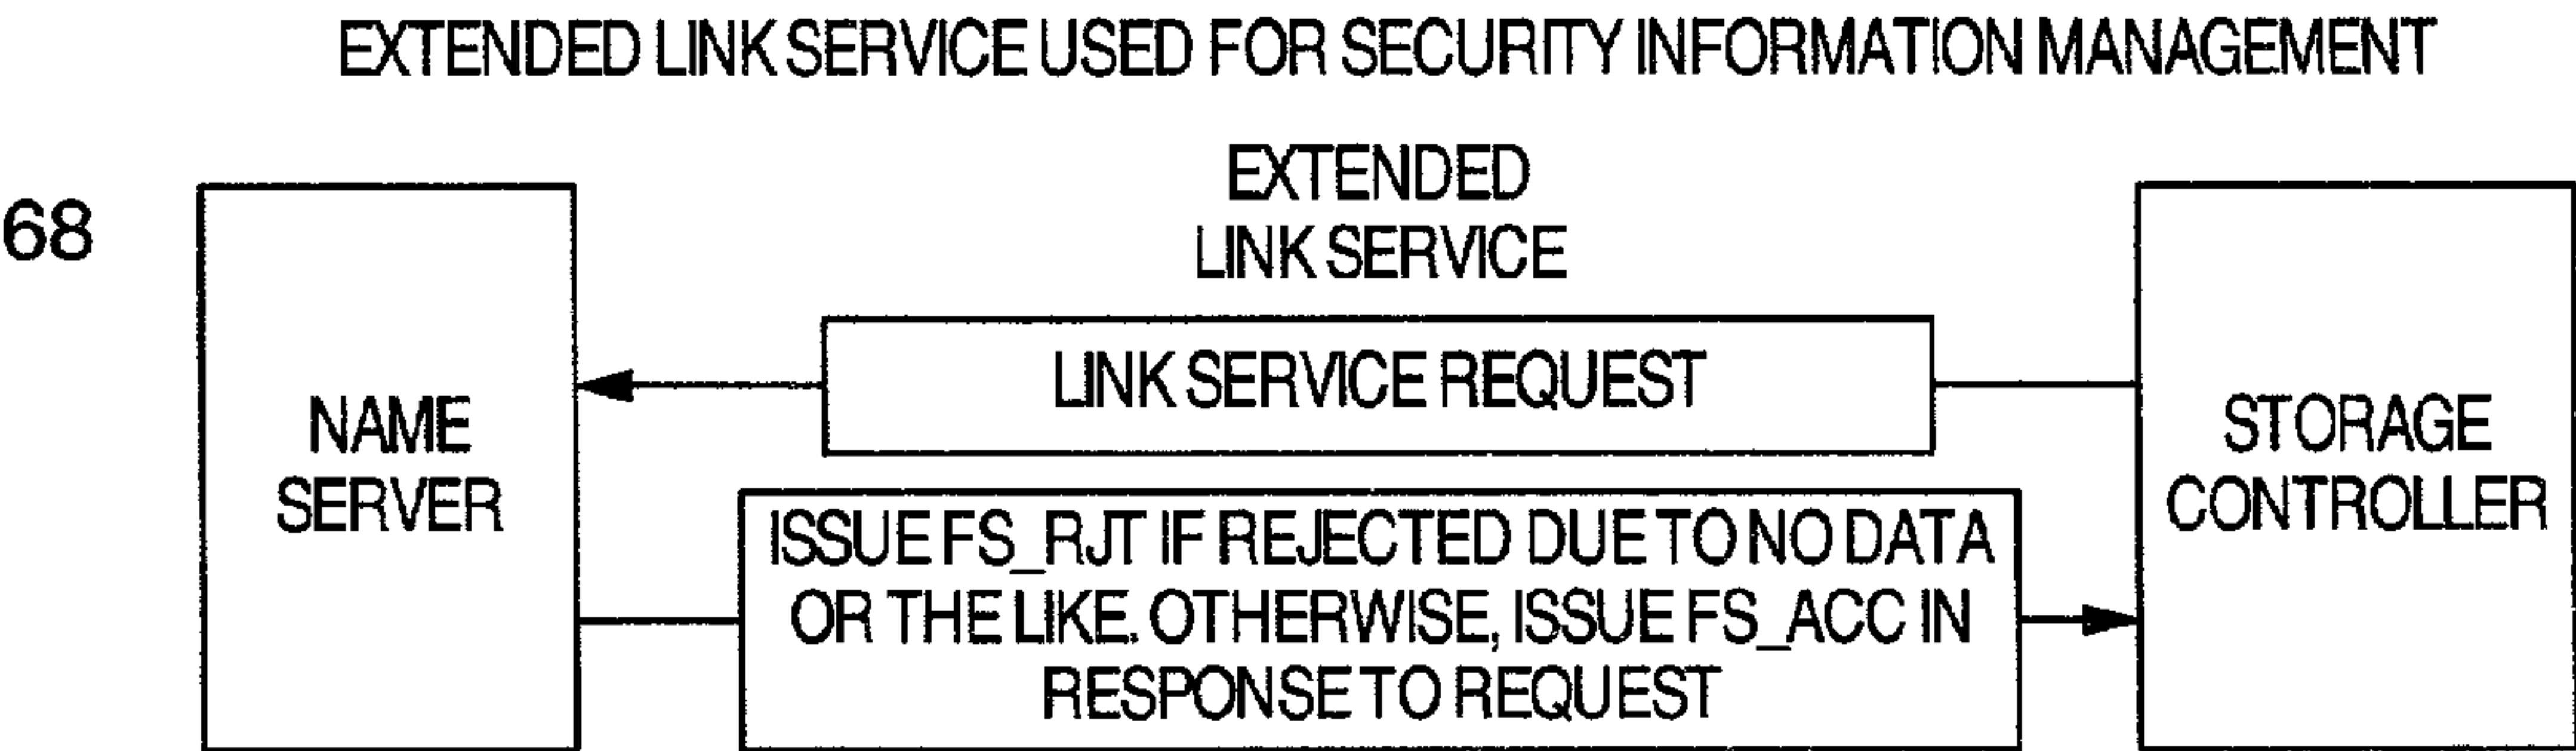 EXTENDED LINK SERVICE USED FOR SECURITY INFORMATION MANAGEMENT
68
EXTENDED
LINK SERVICE
LINK SERVICE REQUEST
NAME
SERVER
STORAGE
CONTROLLER
ISSUE FS_RJT IF REJECTED DUE TO NO DATA
OR THE LIKE. OTHERWISE, ISSUE FS_ACC IN
RESPONSE TO REQUEST